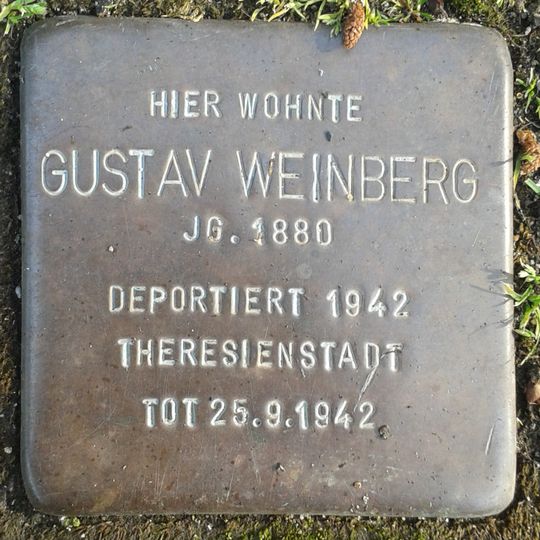 HIER WOHNTE
GUSTAV WEINBERG
JG. 1880
DEPORTIERT 1942
THERESIENSTADT
TOT 25.9.1942